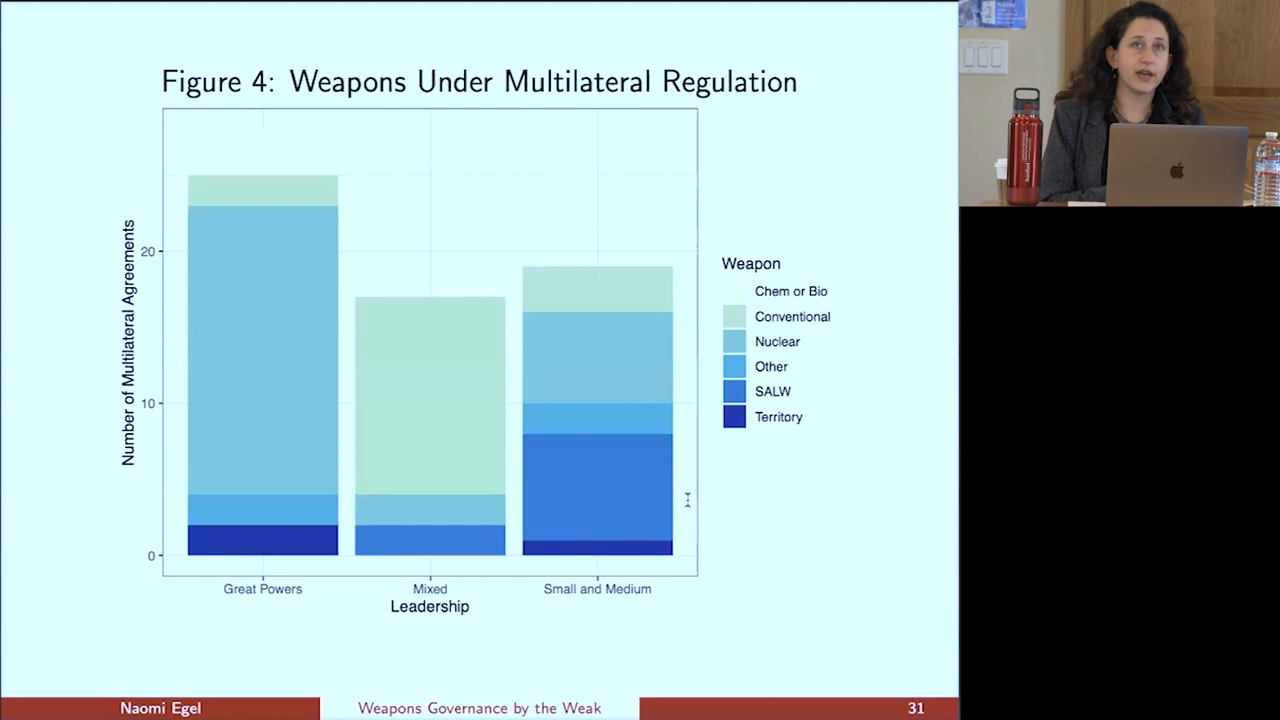 Figure 4: Weapons Under Multilateral Regulation
Number of Multilateral Agreements
20
10
0
Great Powers
Mixed
Small and Medium
Leadership
Weapon
Chem or Bio
Conventional
Nuclear
Other
SALW
Territory
Naomi Egel
Weapons Governance by the Weak
31
Stanford